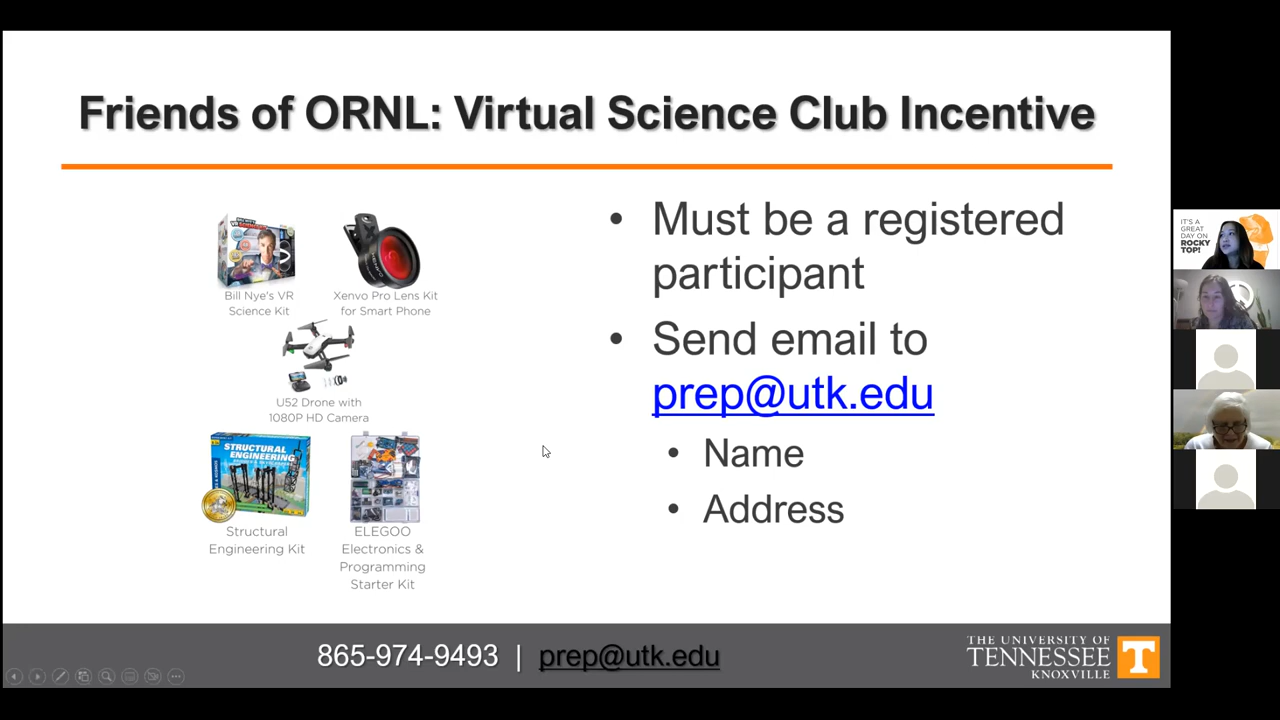 Friends of ORNL: Virtual Science Club Incentive
Bill Nye's VR
Science Kit
Xenvo Pro Lens Kit
for Smart Phone
U52 Drone with
1080P HD Camera
STRUCTURAL
ENGINEERING
Structural
Engineering Kit
ELEGOO
Electronics &
Programming
Starter Kit
• Must be a registered
participant
• Send email to
prep@utk.edu
• Name
• Address
IT'S A
GREAT
DAY ON
ROCKY
TOP!
865-974-9493 | prep@utk.edu
THE UNIVERSITY OF
TENNESSEE
KNOXVILLE
T